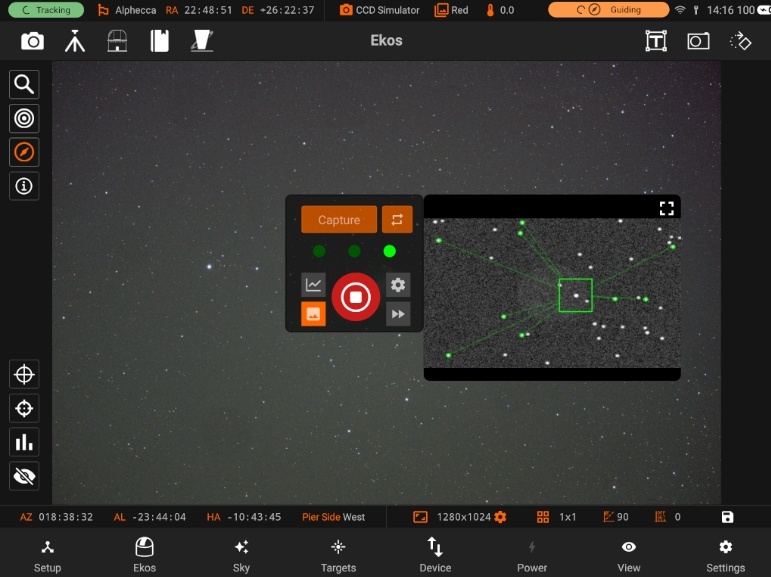 Tracking Alphecca RA 22:48:51 DE +26:22:37 CCD Simulator Red 0.0 Guiding 14:16 100
Ekos
Capture
AZ 018:38:32 AL -23:44:04 HA -10:43:45 Pier Side West 1280x1024 1x1 90 0
Setup Ekos Sky Targets Device Power View Settings